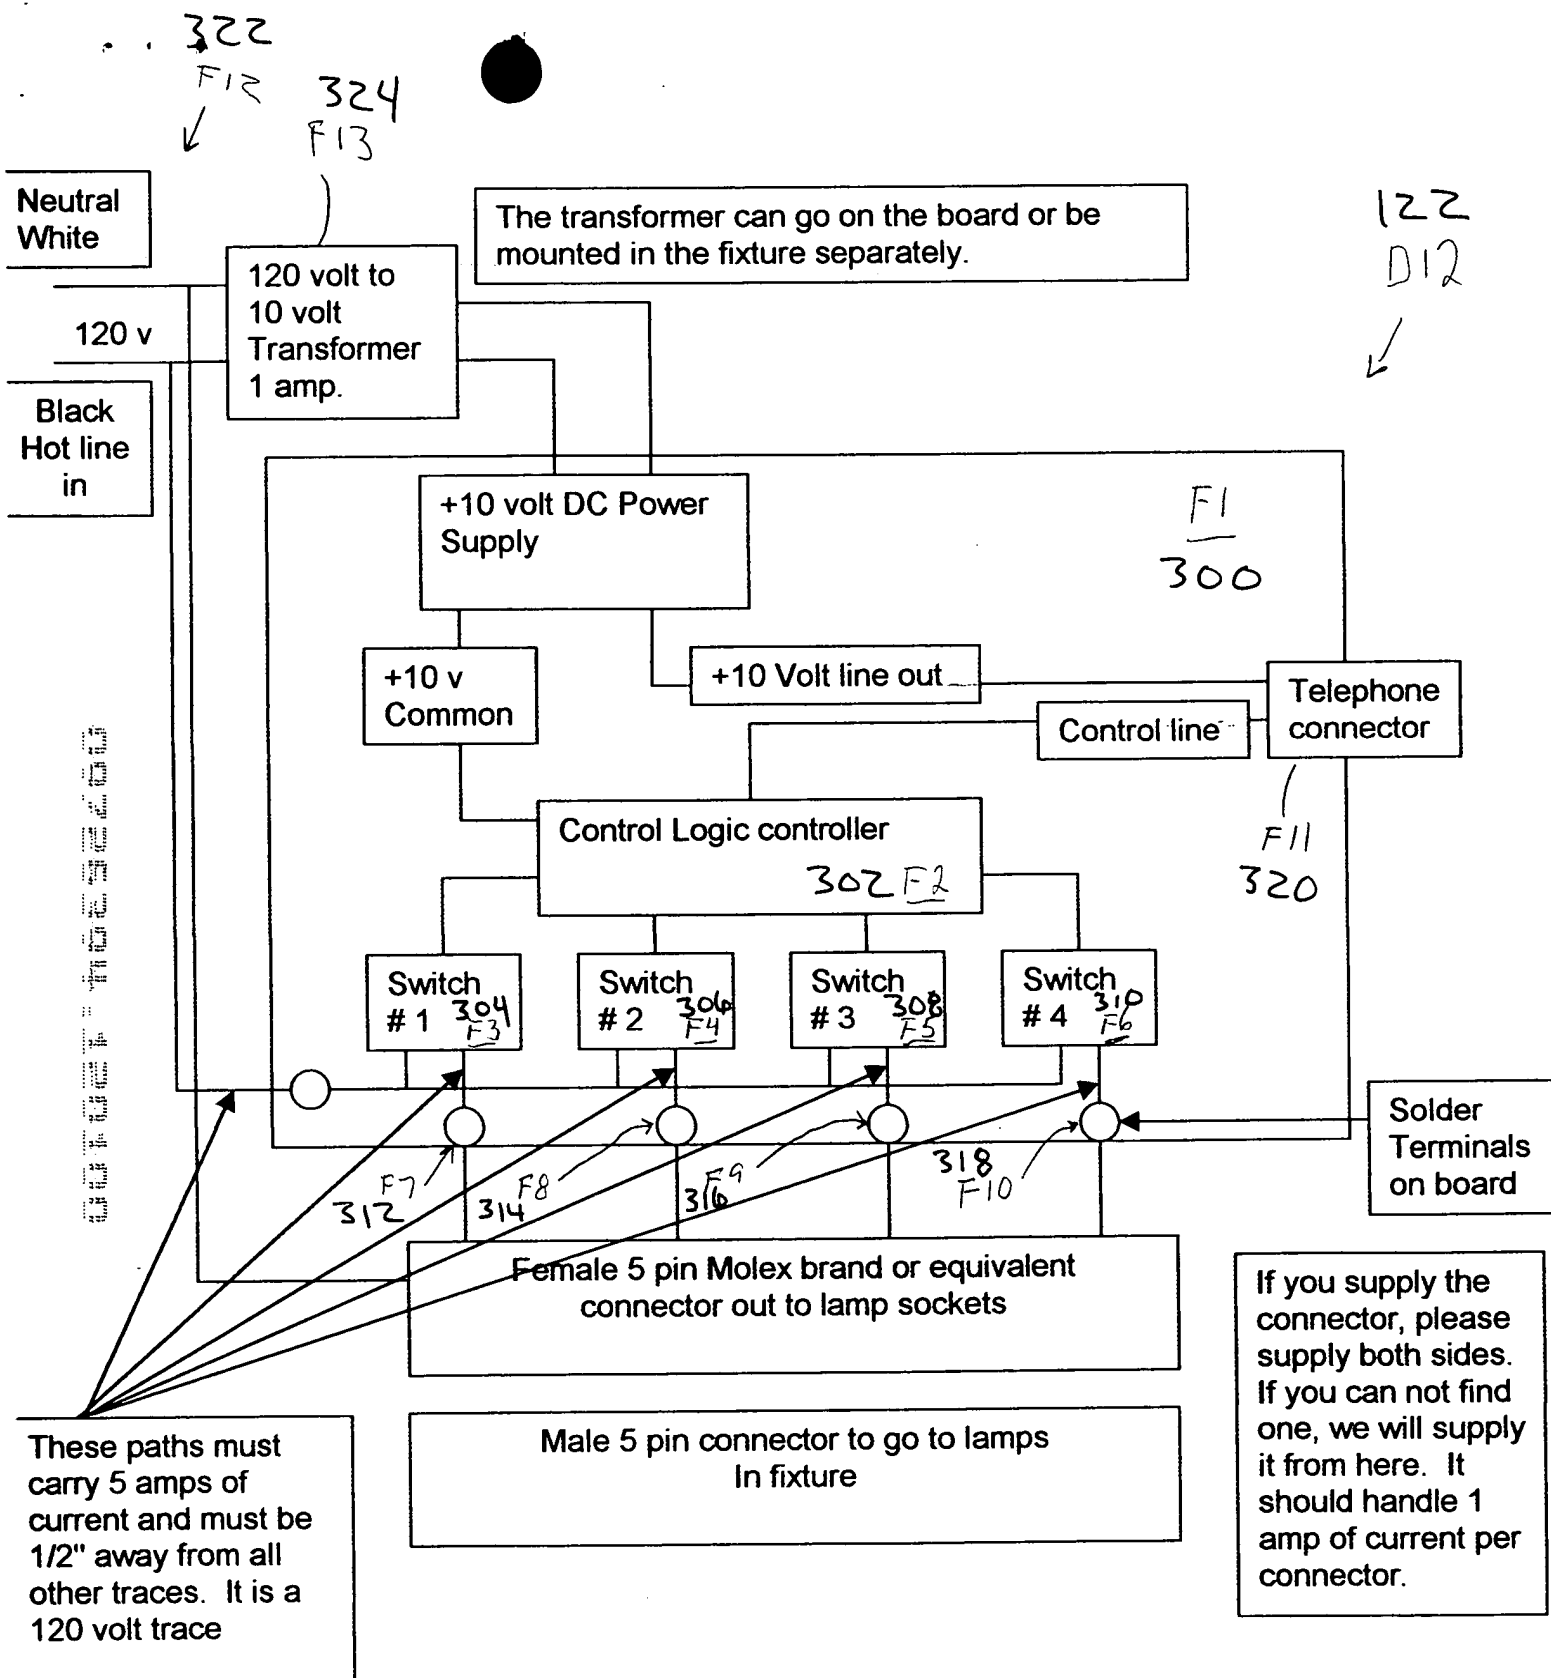 322
F12
324
F13
Neutral
White
The transformer can go on the board or be
mounted in the fixture separately.
122
D12
120 volt to
10 volt
Transformer
1 amp.
120 v
Black
Hot line
in
+10 volt DC Power
Supply
F1
300
+10 v
Common
+10 Volt line out
Telephone
connector
Control line
Control Logic controller
302 F2
F11
320
Switch
# 1 304
F3
Switch
# 2 306
F4
Switch
# 3 308
F5
Switch
# 4 310
F6
Solder
Terminals
on board
F7
312
F8
314
F9
316
318
F10
Female 5 pin Molex brand or equivalent
connector out to lamp sockets
If you supply the
connector, please
supply both sides.
If you can not find
one, we will supply
it from here. It
should handle 1
amp of current per
connector.
Male 5 pin connector to go to lamps
In fixture
These paths must
carry 5 amps of
current and must be
1/2" away from all
other traces. It is a
120 volt trace